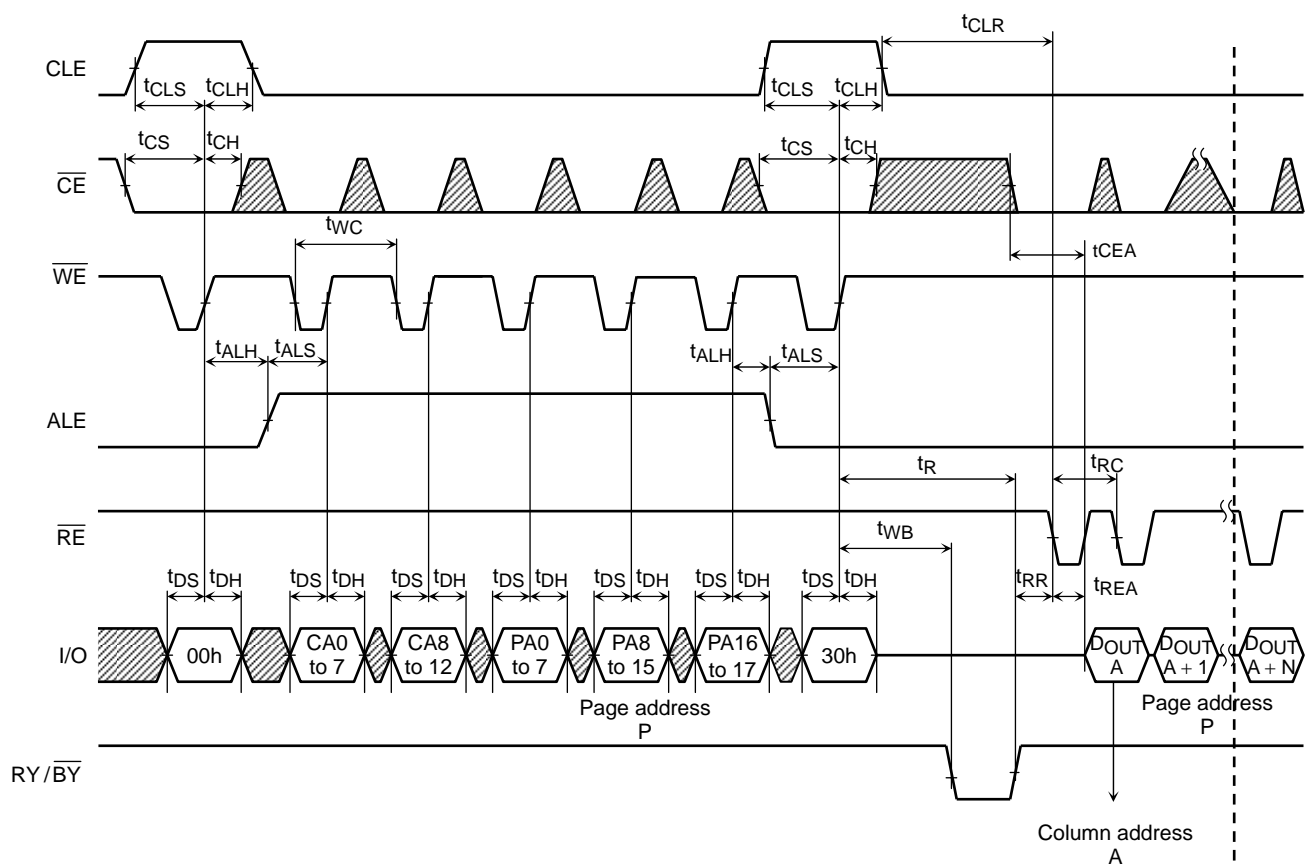 tCLR
CLE
tCLS tCLH tCLS tCLH
tCS tCH tCS tCH
CE
tWC
tCEA
WE
tALH tALS tALH tALS
ALE
tR tRC
RE
tWB
tDS tDH tDS tDH tDS tDH tDS tDH tDS tDH tDS tDH tDS tDH tRR tREA
I/O
00h
CA0
to 7
CA8
to 12
PA0
to 7
PA8
to 15
PA16
to 17
30h
DOUT
A
DOUT
A + 1
DOUT
A + N
Page address
P
Page address
P
RY/BY
Column address
A